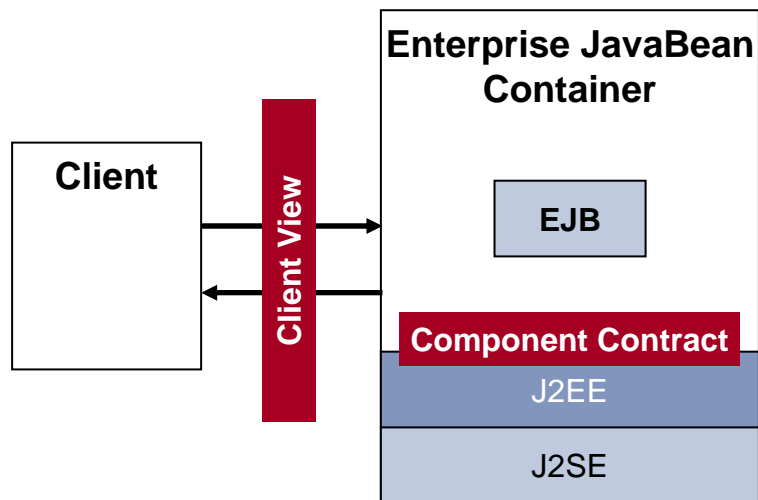 Enterprise JavaBean
Container
Client
Client View
EJB
Component Contract
J2EE
J2SE